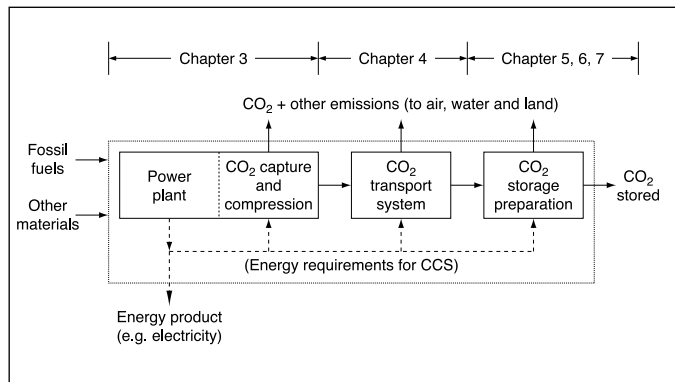 Chapter 3
Chapter 4
Chapter 5, 6, 7
CO₂ + other emissions (to air, water and land)
Fossil
fuels
Other
materials
Power
plant
CO₂ capture
and
compression
CO₂
transport
system
CO₂
storage
preparation
CO₂
stored
(Energy requirements for CCS)
Energy product
(e.g. electricity)